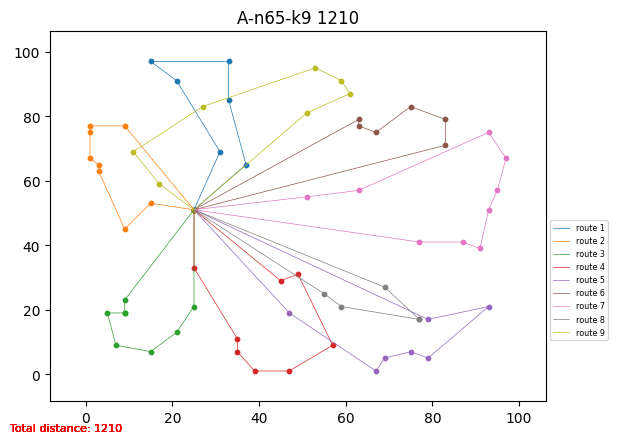 A-n65-k9 1210
100
80
60
40
20
0
0 20 40 60 80 100
route 1
route 2
route 3
route 4
route 5
route 6
route 7
route 8
route 9
Total distance: 1210